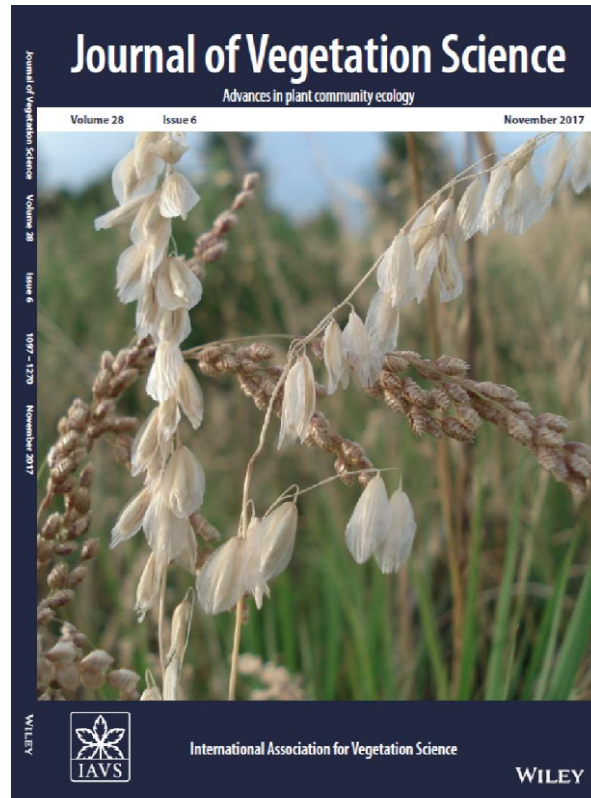 Journal of Vegetation Science
Advances in plant community ecology
Volume 28 Issue 6 November 2017
Journal of Vegetation Science Volume 28 Issue 6 1097 – 1270 November 2017
WILEY
IAVS
International Association for Vegetation Science
WILEY